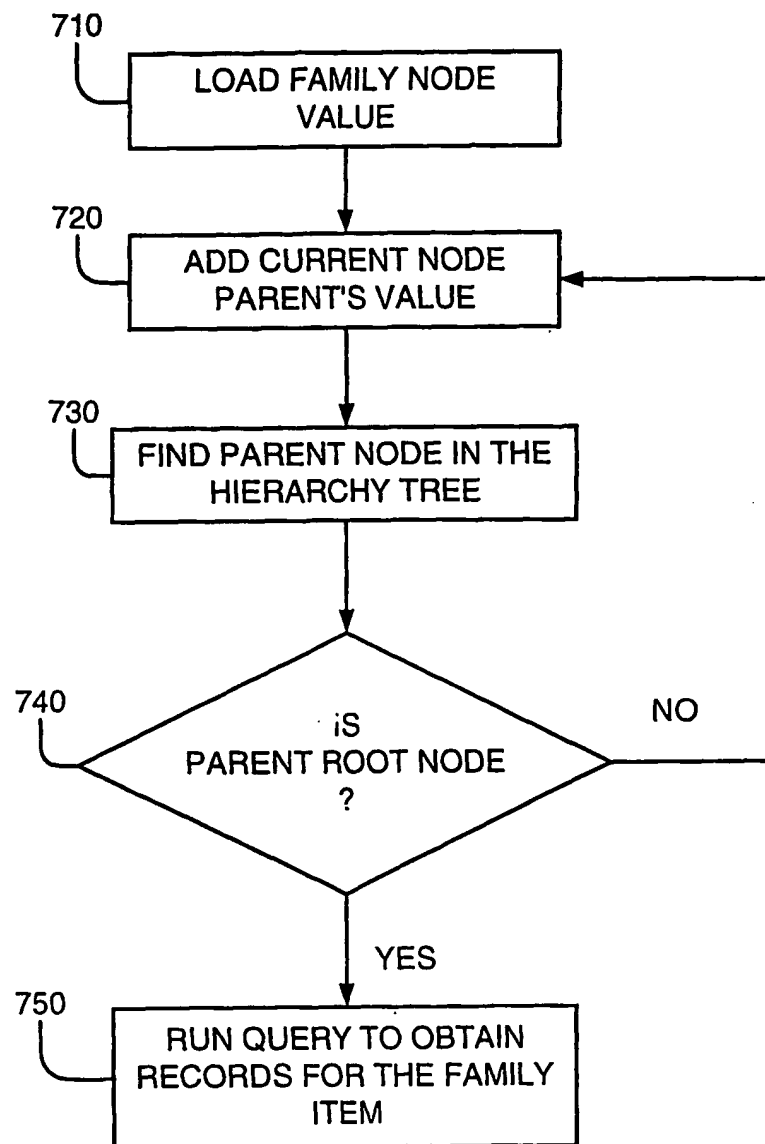 710
LOAD FAMILY NODE
VALUE
720
ADD CURRENT NODE
PARENT'S VALUE
730
FIND PARENT NODE IN THE
HIERARCHY TREE
740
iS
PARENT ROOT NODE
?
NO
YES
750
RUN QUERY TO OBTAIN
RECORDS FOR THE FAMILY
ITEM